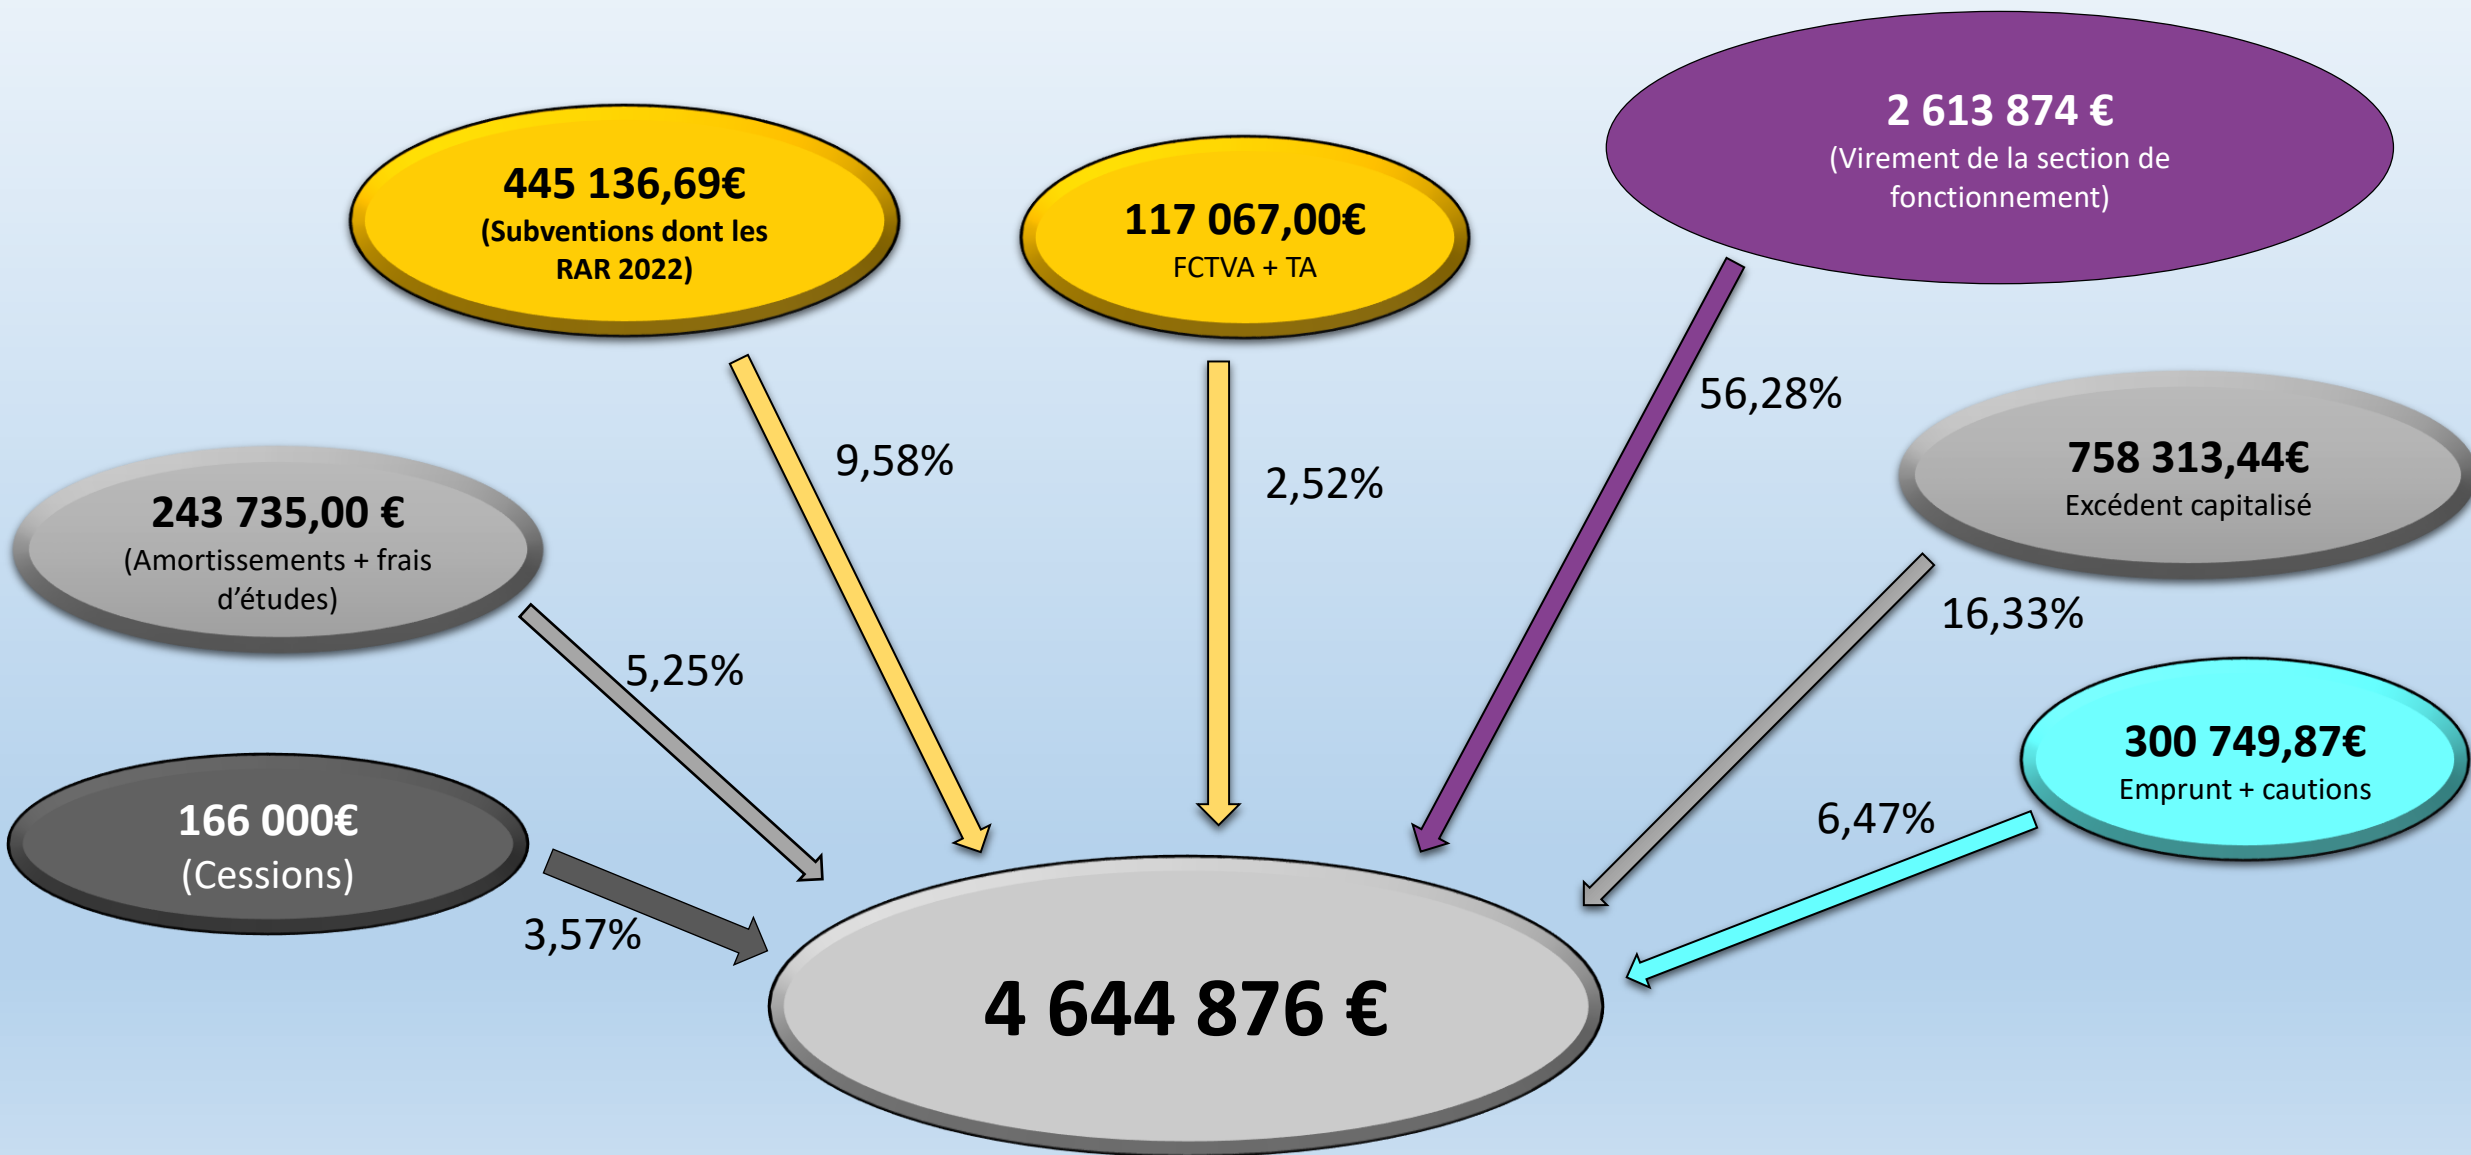 2 613 874 €
(Virement de la section de
fonctionnement)
445 136,69€
(Subventions dont les
RAR 2022)
117 067,00€
FCTVA + TA
56,28%
9,58%
2,52%
758 313,44€
Excédent capitalisé
243 735,00 €
(Amortissements + frais
d’études)
16,33%
5,25%
300 749,87€
Emprunt + cautions
166 000€
(Cessions)
6,47%
3,57%
4 644 876 €